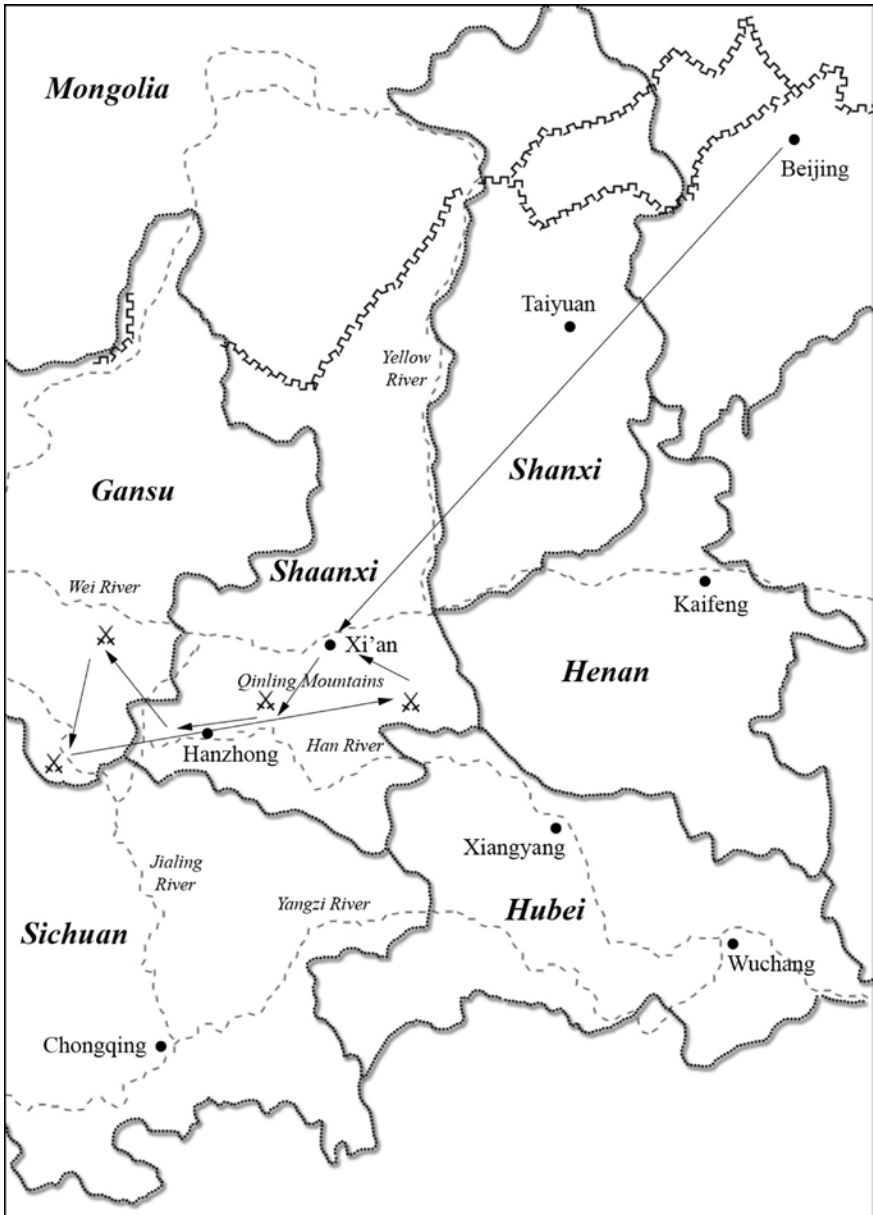 Mongolia
Beijing
Taiyuan
Yellow
River
Gansu
Shanxi
Shaanxi
Wei River
Kaifeng
Xi'an
Henan
Qinling Mountains
Hanzhong
Han River
Xiangyang
Jialing
River
Yangzi River
Hubei
Sichuan
Wuchang
Chongqing